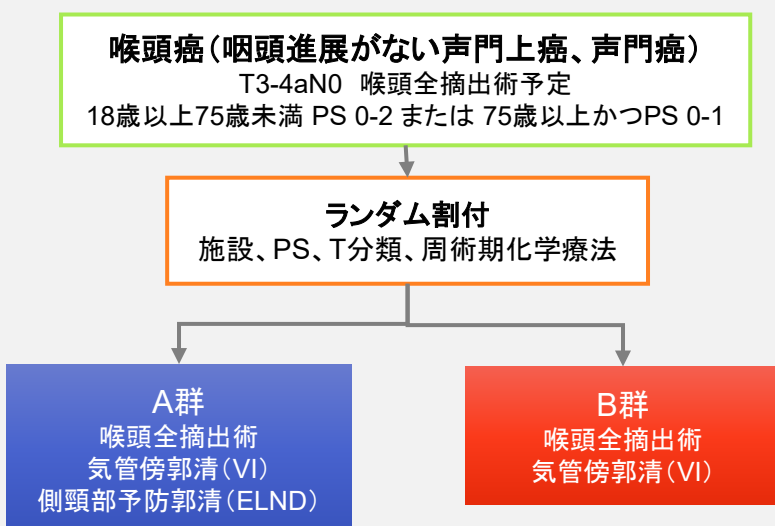 喉頭癌（咽頭進展がない声門上癌、声門癌）
T3-4aN0 喉頭全摘出術予定
18歳以上75歳未満 PS 0-2 または 75歳以上かつPS 0-1
ランダム割付
施設、PS、T分類、周術期化学療法
A群
喉頭全摘出術
気管傍郭清（VI）
側頸部予防郭清（ELND）
B群
喉頭全摘出術
気管傍郭清（VI）